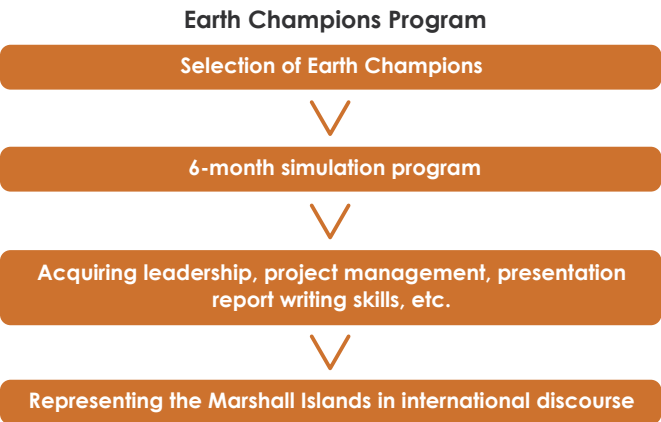 Earth Champions Program
Selection of Earth Champions
6-month simulation program
Acquiring leadership, project management, presentation
report writing skills, etc.
Representing the Marshall Islands in international discourse